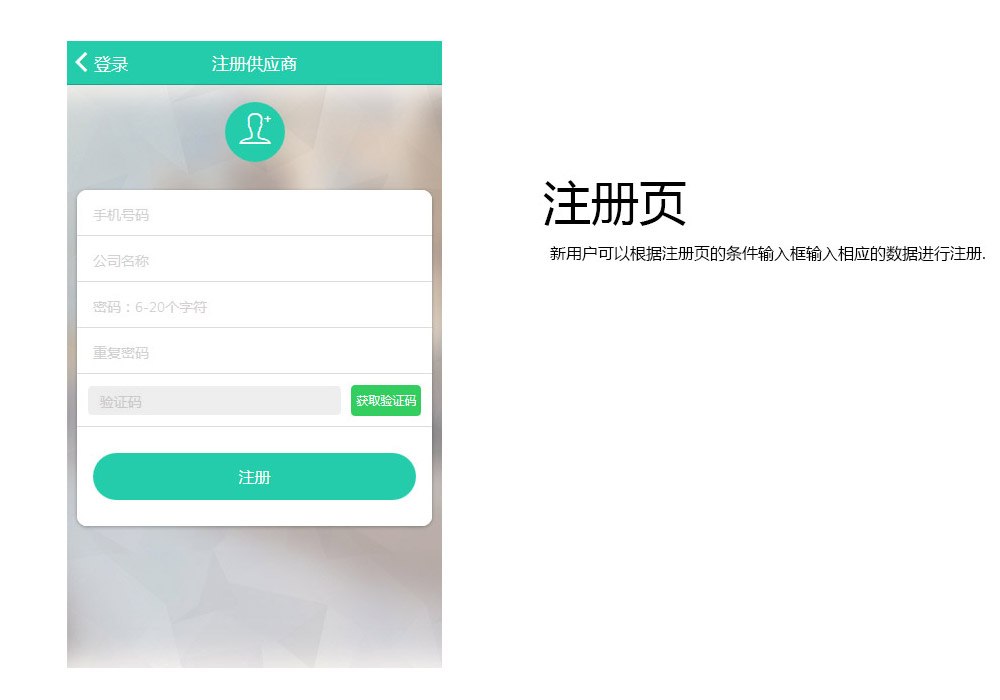 登录
注册供应商
手机号码
公司名称
密码：6-20个字符
重复密码
验证码
获取验证码
注册
注册页
新用户可以根据注册页的条件输入框输入相应的数据进行注册.